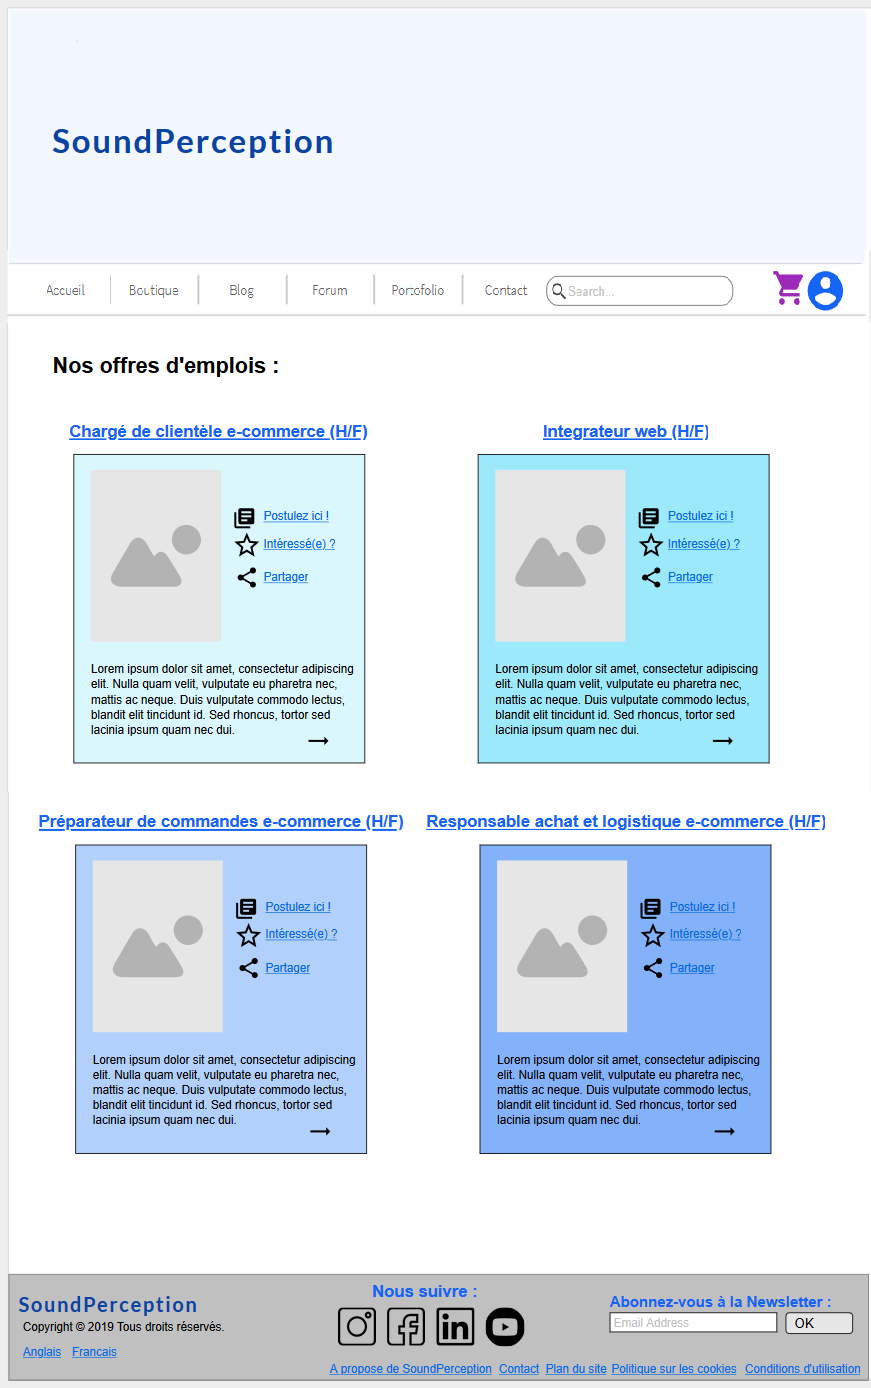 SoundPerception
Accueil
Boutique
Blog
Forum
Portofolio
Contact
Search...
Nos offres d'emplois :
Chargé de clientèle e-commerce (H/F)
Postulez ici !
Intéressé(e) ?
Partager
Lorem ipsum dolor sit amet, consectetur adipiscing
elit. Nulla quam velit, vulputate eu pharetra nec,
mattis ac neque. Duis vulputate commodo lectus,
blandit elit tincidunt id. Sed rhoncus, tortor sed
lacinia ipsum quam nec dui.
Integrateur web (H/F)
Postulez ici !
Intéressé(e) ?
Partager
Lorem ipsum dolor sit amet, consectetur adipiscing
elit. Nulla quam velit, vulputate eu pharetra nec,
mattis ac neque. Duis vulputate commodo lectus,
blandit elit tincidunt id. Sed rhoncus, tortor sed
lacinia ipsum quam nec dui.
Préparateur de commandes e-commerce (H/F)
Postulez ici !
Intéressé(e) ?
Partager
Lorem ipsum dolor sit amet, consectetur adipiscing
elit. Nulla quam velit, vulputate eu pharetra nec,
mattis ac neque. Duis vulputate commodo lectus,
blandit elit tincidunt id. Sed rhoncus, tortor sed
lacinia ipsum quam nec dui.
Responsable achat et logistique e-commerce (H/F)
Postulez ici !
Intéressé(e) ?
Partager
Lorem ipsum dolor sit amet, consectetur adipiscing
elit. Nulla quam velit, vulputate eu pharetra nec,
mattis ac neque. Duis vulputate commodo lectus,
blandit elit tincidunt id. Sed rhoncus, tortor sed
lacinia ipsum quam nec dui.
SoundPerception
Copyright © 2019 Tous droits réservés.
Anglais Francais
Nous suivre :
in
Abonnez-vous à la Newsletter :
Email Address
OK
A propose de SoundPerception Contact Plan du site Politique sur les cookies Conditions d'utilisation